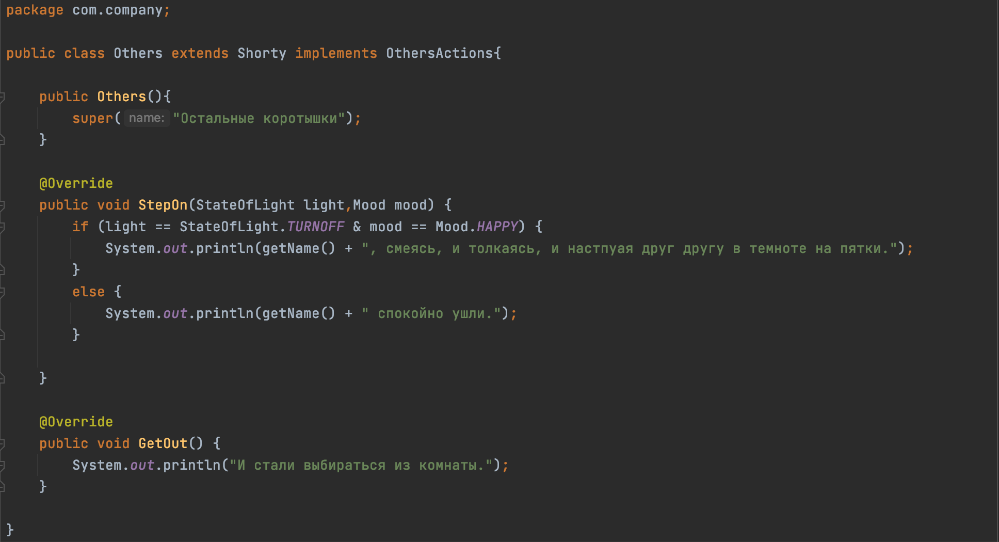 package com.company;
public class Others extends Shorty implements OthersActions{
public Others(){
super( name: "Остальные коротышки");
}
@Override
public void StepOn(StateOfLight light,Mood mood) {
if (light == StateOfLight.TURNOFF & mood == Mood.HAPPY) {
System.out.println(getName() + ", смеясь, и толкаясь, и настпуая друг другу в темноте на пятки.");
}
else {
System.out.println(getName() + " спокойно ушли.");
}
}
@Override
public void GetOut() {
System.out.println("И стали выбираться из комнаты.");
}
}